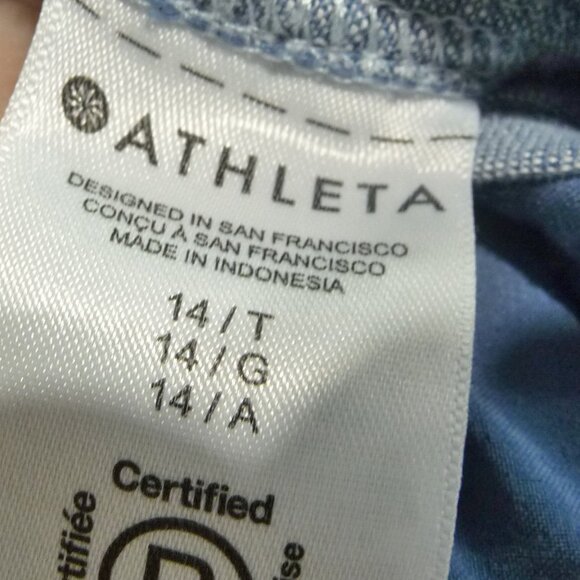 ATHLETA
DESIGNED IN SAN FRANCISCO
CONÇU À SAN FRANCISCO
MADE IN INDONESIA
14 / T
14 / G
14 / A
Certified